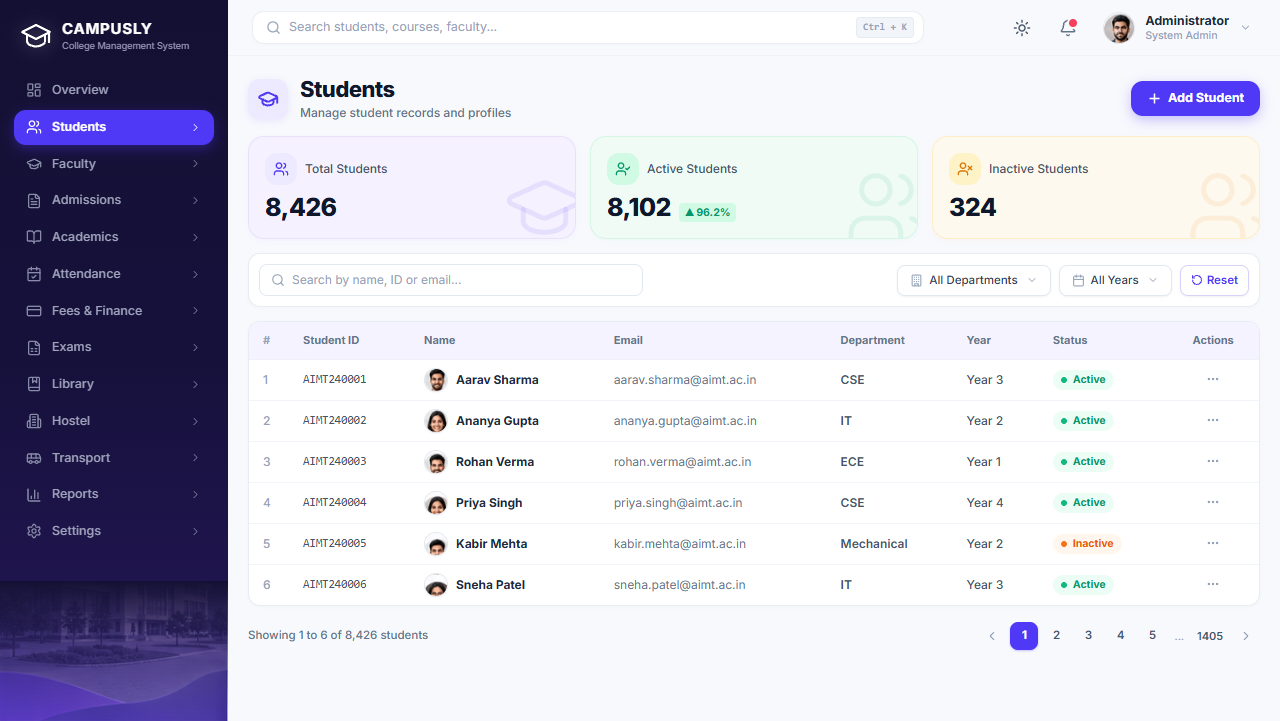 CAMPUSLY
College Management System
Overview
Students
Faculty
Admissions
Academics
Attendance
Fees & Finance
Exams
Library
Hostel
Transport
Reports
Settings
Search students, courses, faculty...
Ctrl + K
Administrator
System Admin
Students
Manage student records and profiles
+ Add Student
Total Students
8,426
Active Students
8,102 ▲96.2%
Inactive Students
324
Search by name, ID or email...
All Departments
All Years
Reset
# Student ID Name Email Department Year Status Actions
1 AIMT240001 Aarav Sharma aarav.sharma@aimt.ac.in CSE Year 3 Active ...
2 AIMT240002 Ananya Gupta ananya.gupta@aimt.ac.in IT Year 2 Active ...
3 AIMT240003 Rohan Verma rohan.verma@aimt.ac.in ECE Year 1 Active ...
4 AIMT240004 Priya Singh priya.singh@aimt.ac.in CSE Year 4 Active ...
5 AIMT240005 Kabir Mehta kabir.mehta@aimt.ac.in Mechanical Year 2 Inactive ...
6 AIMT240006 Sneha Patel sneha.patel@aimt.ac.in IT Year 3 Active ...
Showing 1 to 6 of 8,426 students
1 2 3 4 5 ... 1405